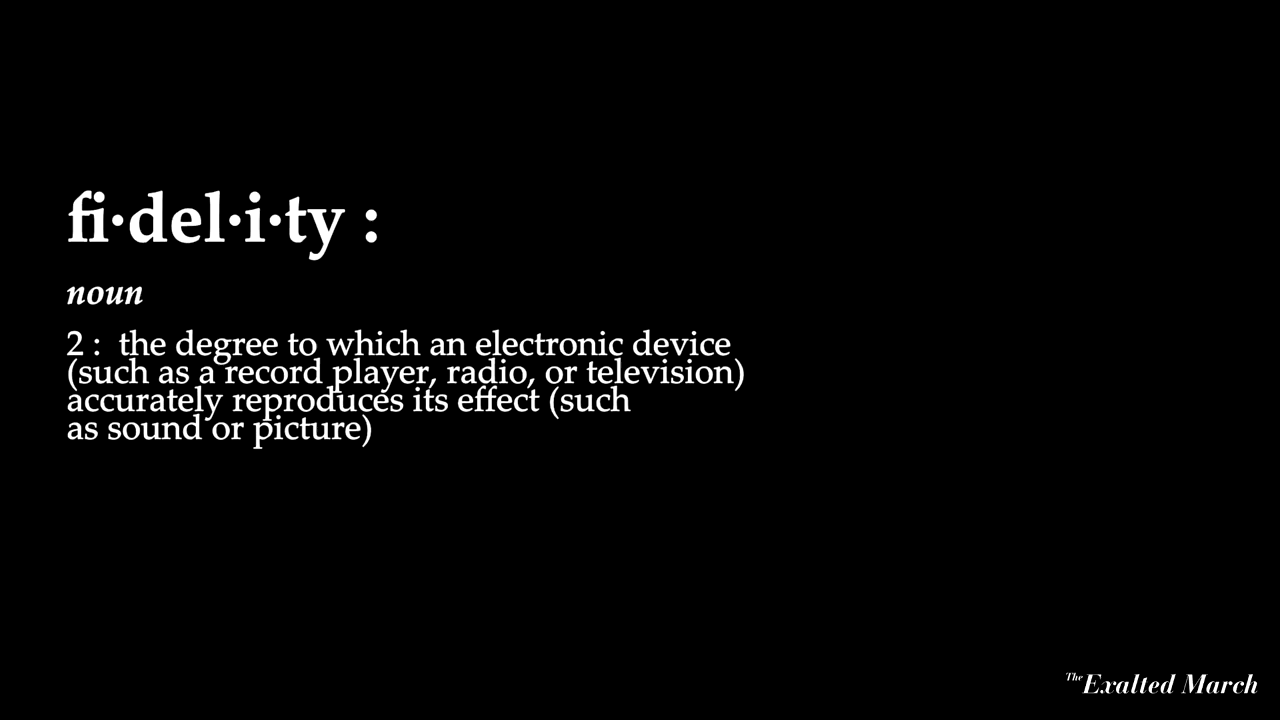 fi·del·i·ty :
noun
2 :  the degree to which an electronic device
(such as a record player, radio, or television)
accurately reproduces its effect (such
as sound or picture)
The Exalted March